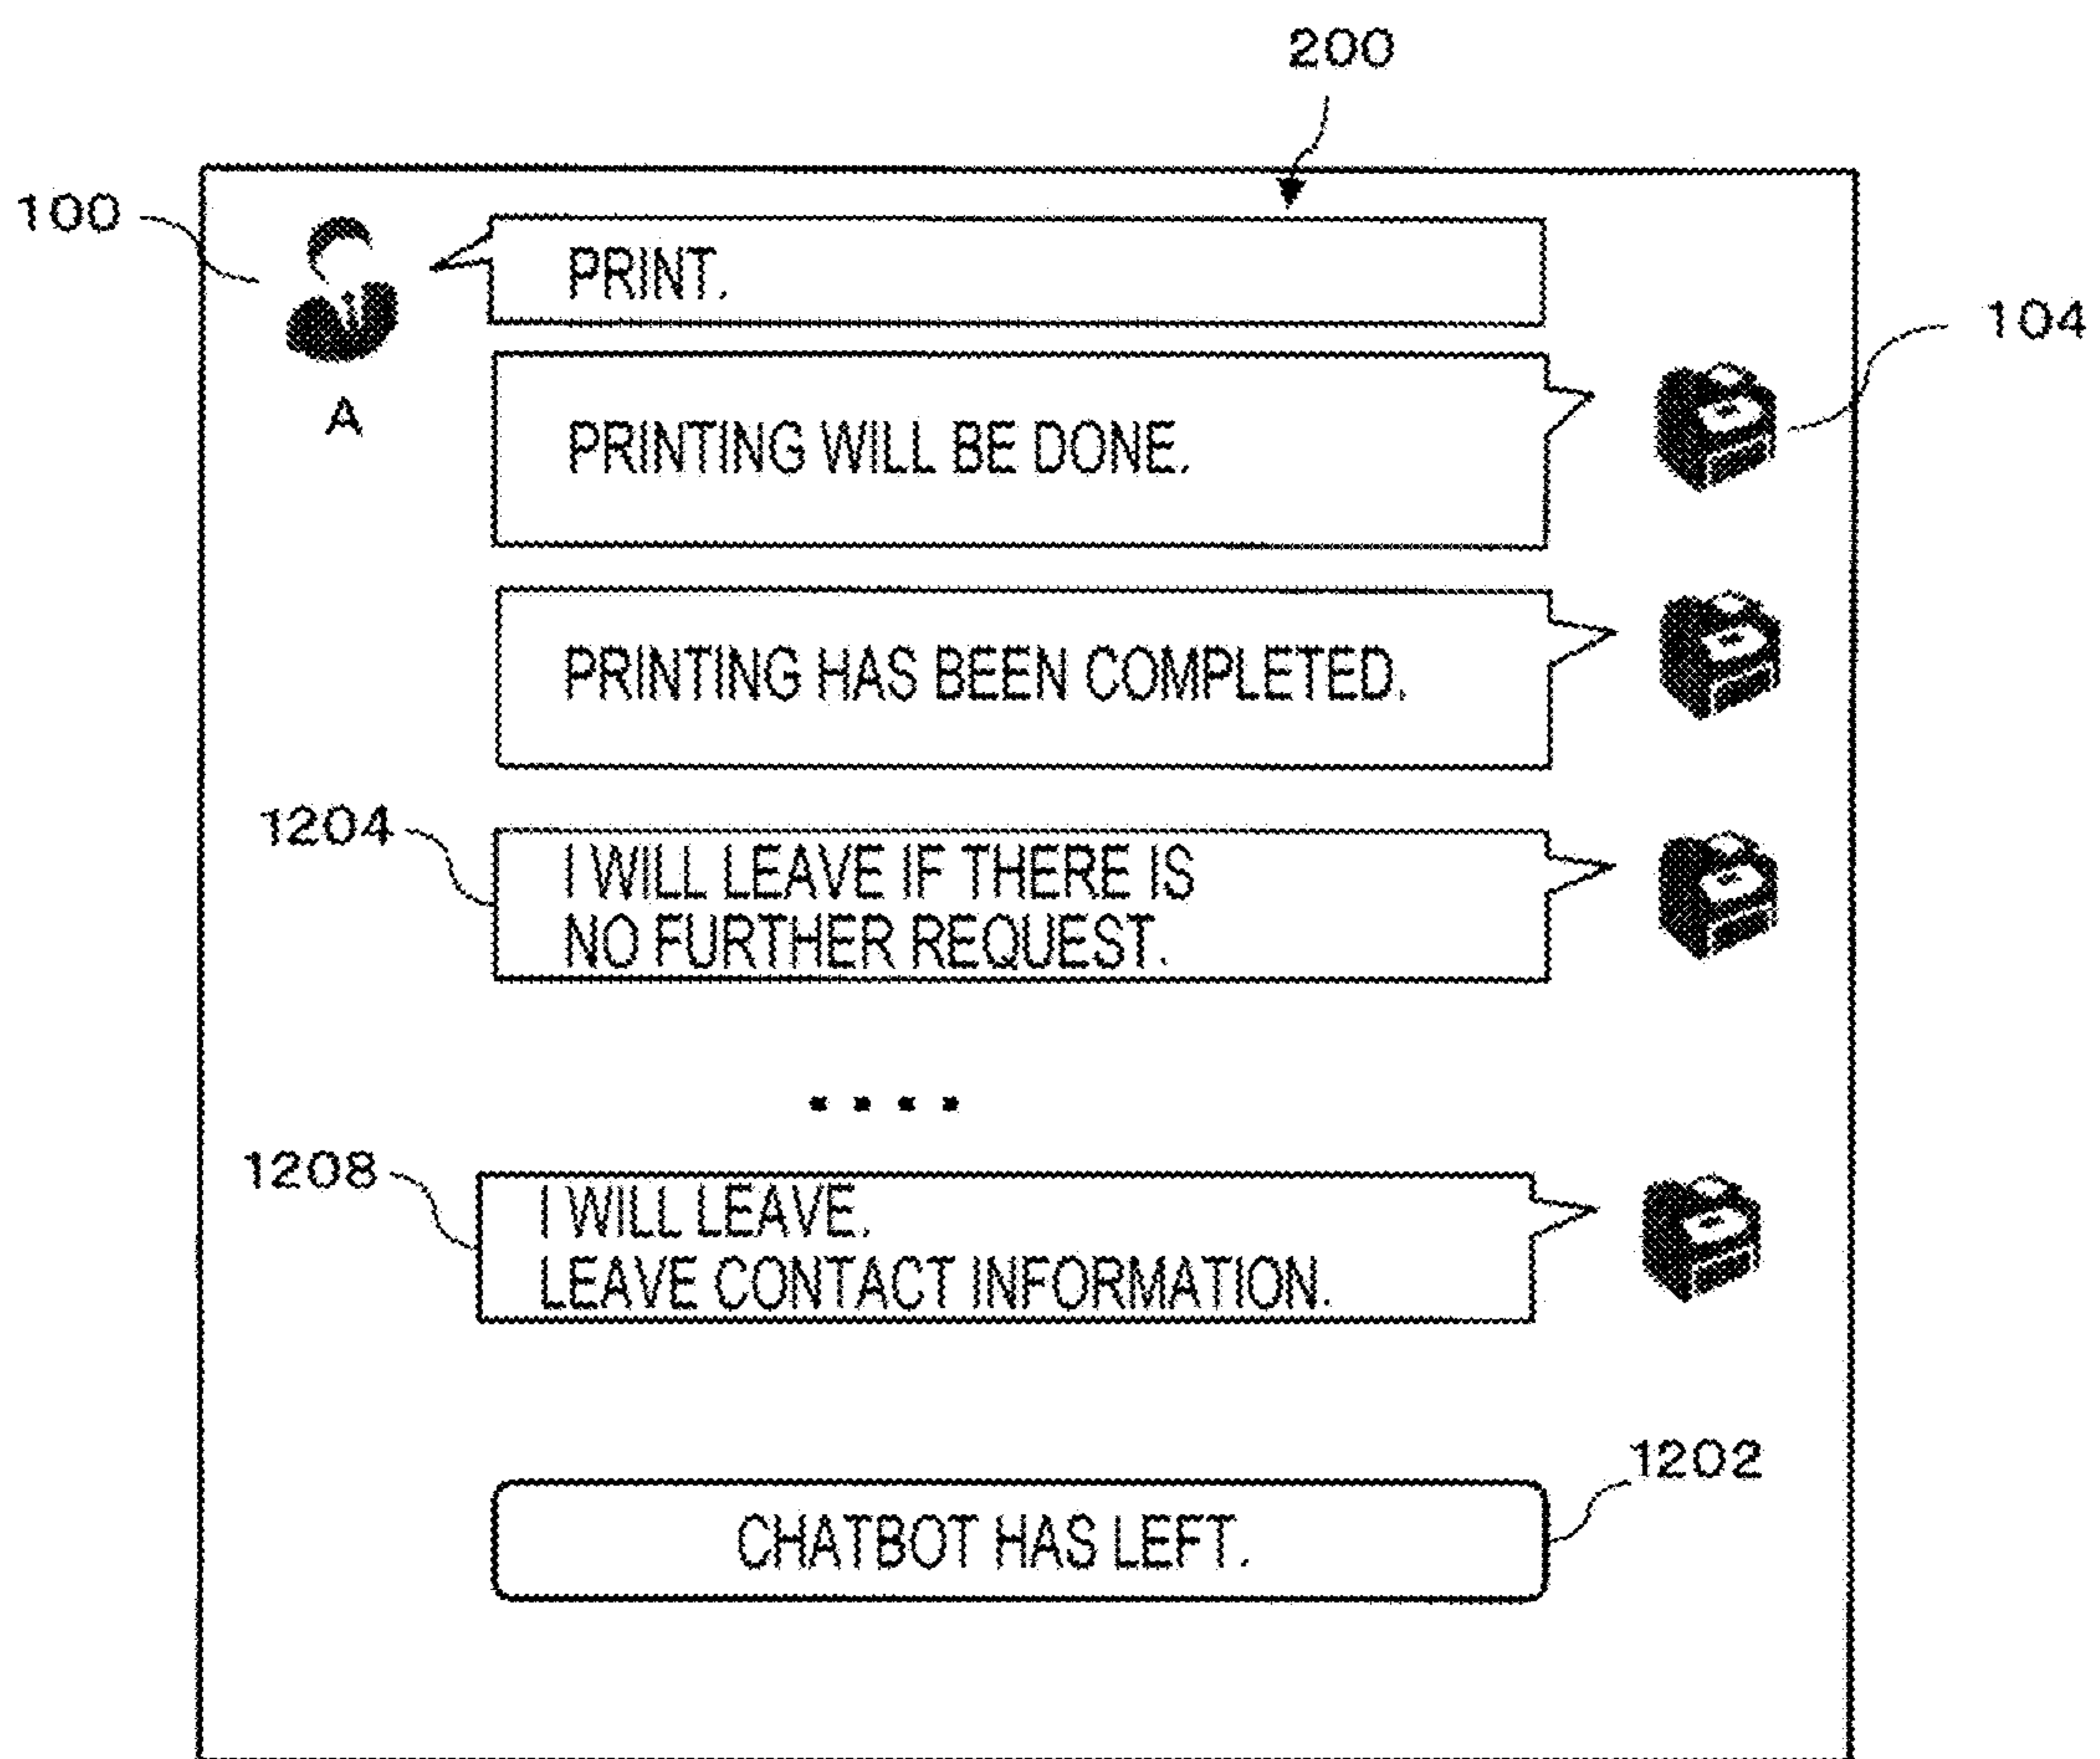 200
100
PRINT.
104
A
PRINTING WILL BE DONE.
PRINTING HAS BEEN COMPLETED.
1204
I WILL LEAVE IF THERE IS
NO FURTHER REQUEST.
....
1208
I WILL LEAVE.
LEAVE CONTACT INFORMATION.
1202
CHATBOT HAS LEFT.